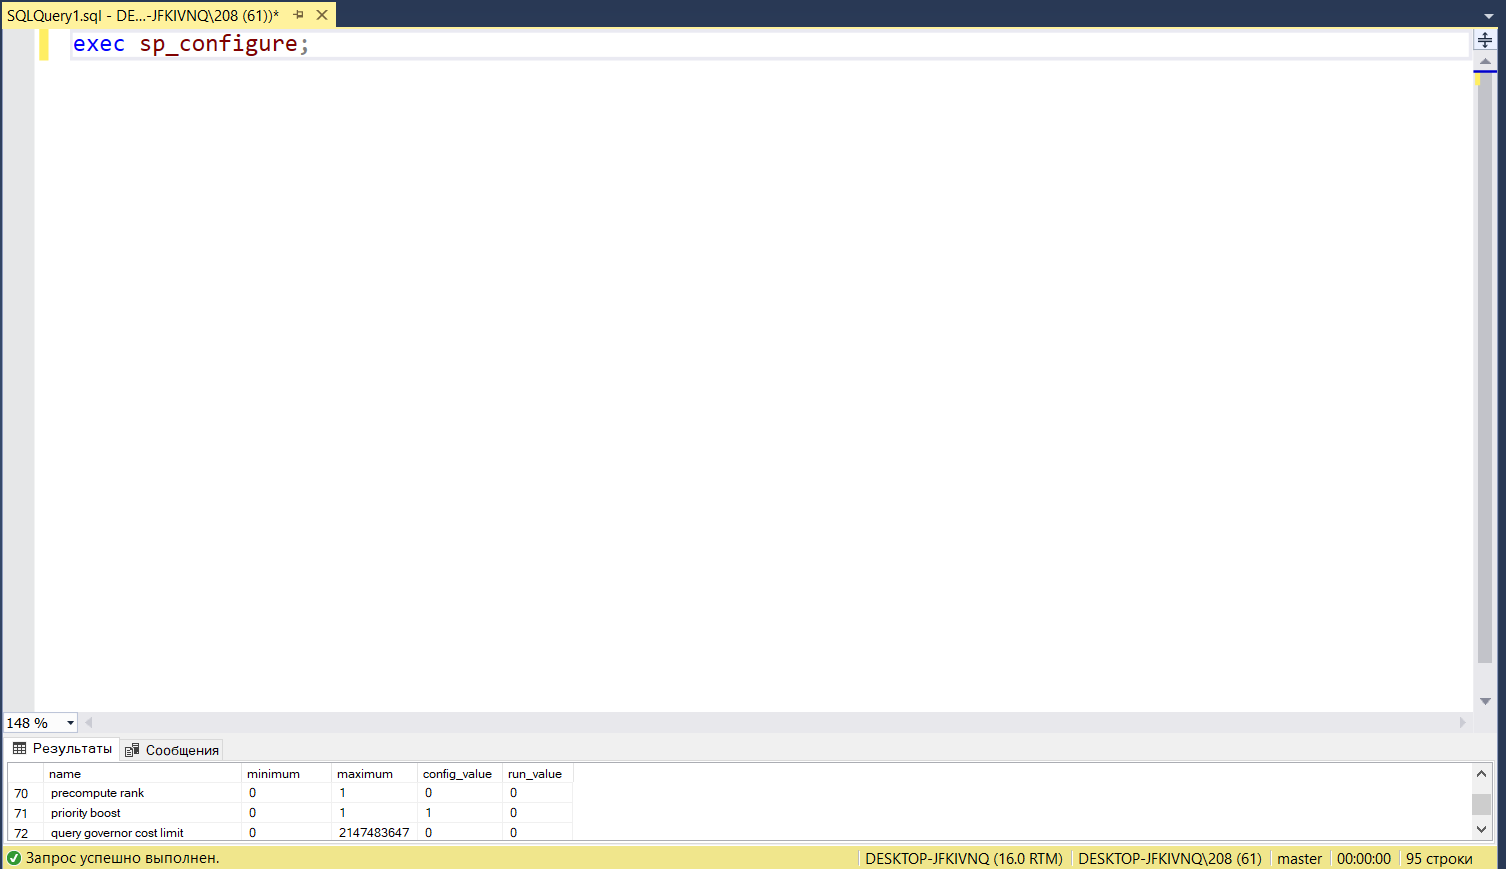 SQLQuery1.sql - DE...-JFKIVNQ\208 (61))*
exec sp_configure;
148 %
Результаты Сообщения
name minimum maximum config_value run_value
70 precompute rank 0 1 0 0
71 priority boost 0 1 1 0
72 query governor cost limit 0 2147483647 0 0
Запрос успешно выполнен. DESKTOP-JFKIVNQ (16.0 RTM) DESKTOP-JFKIVNQ\208 (61) master 00:00:00 95 строки